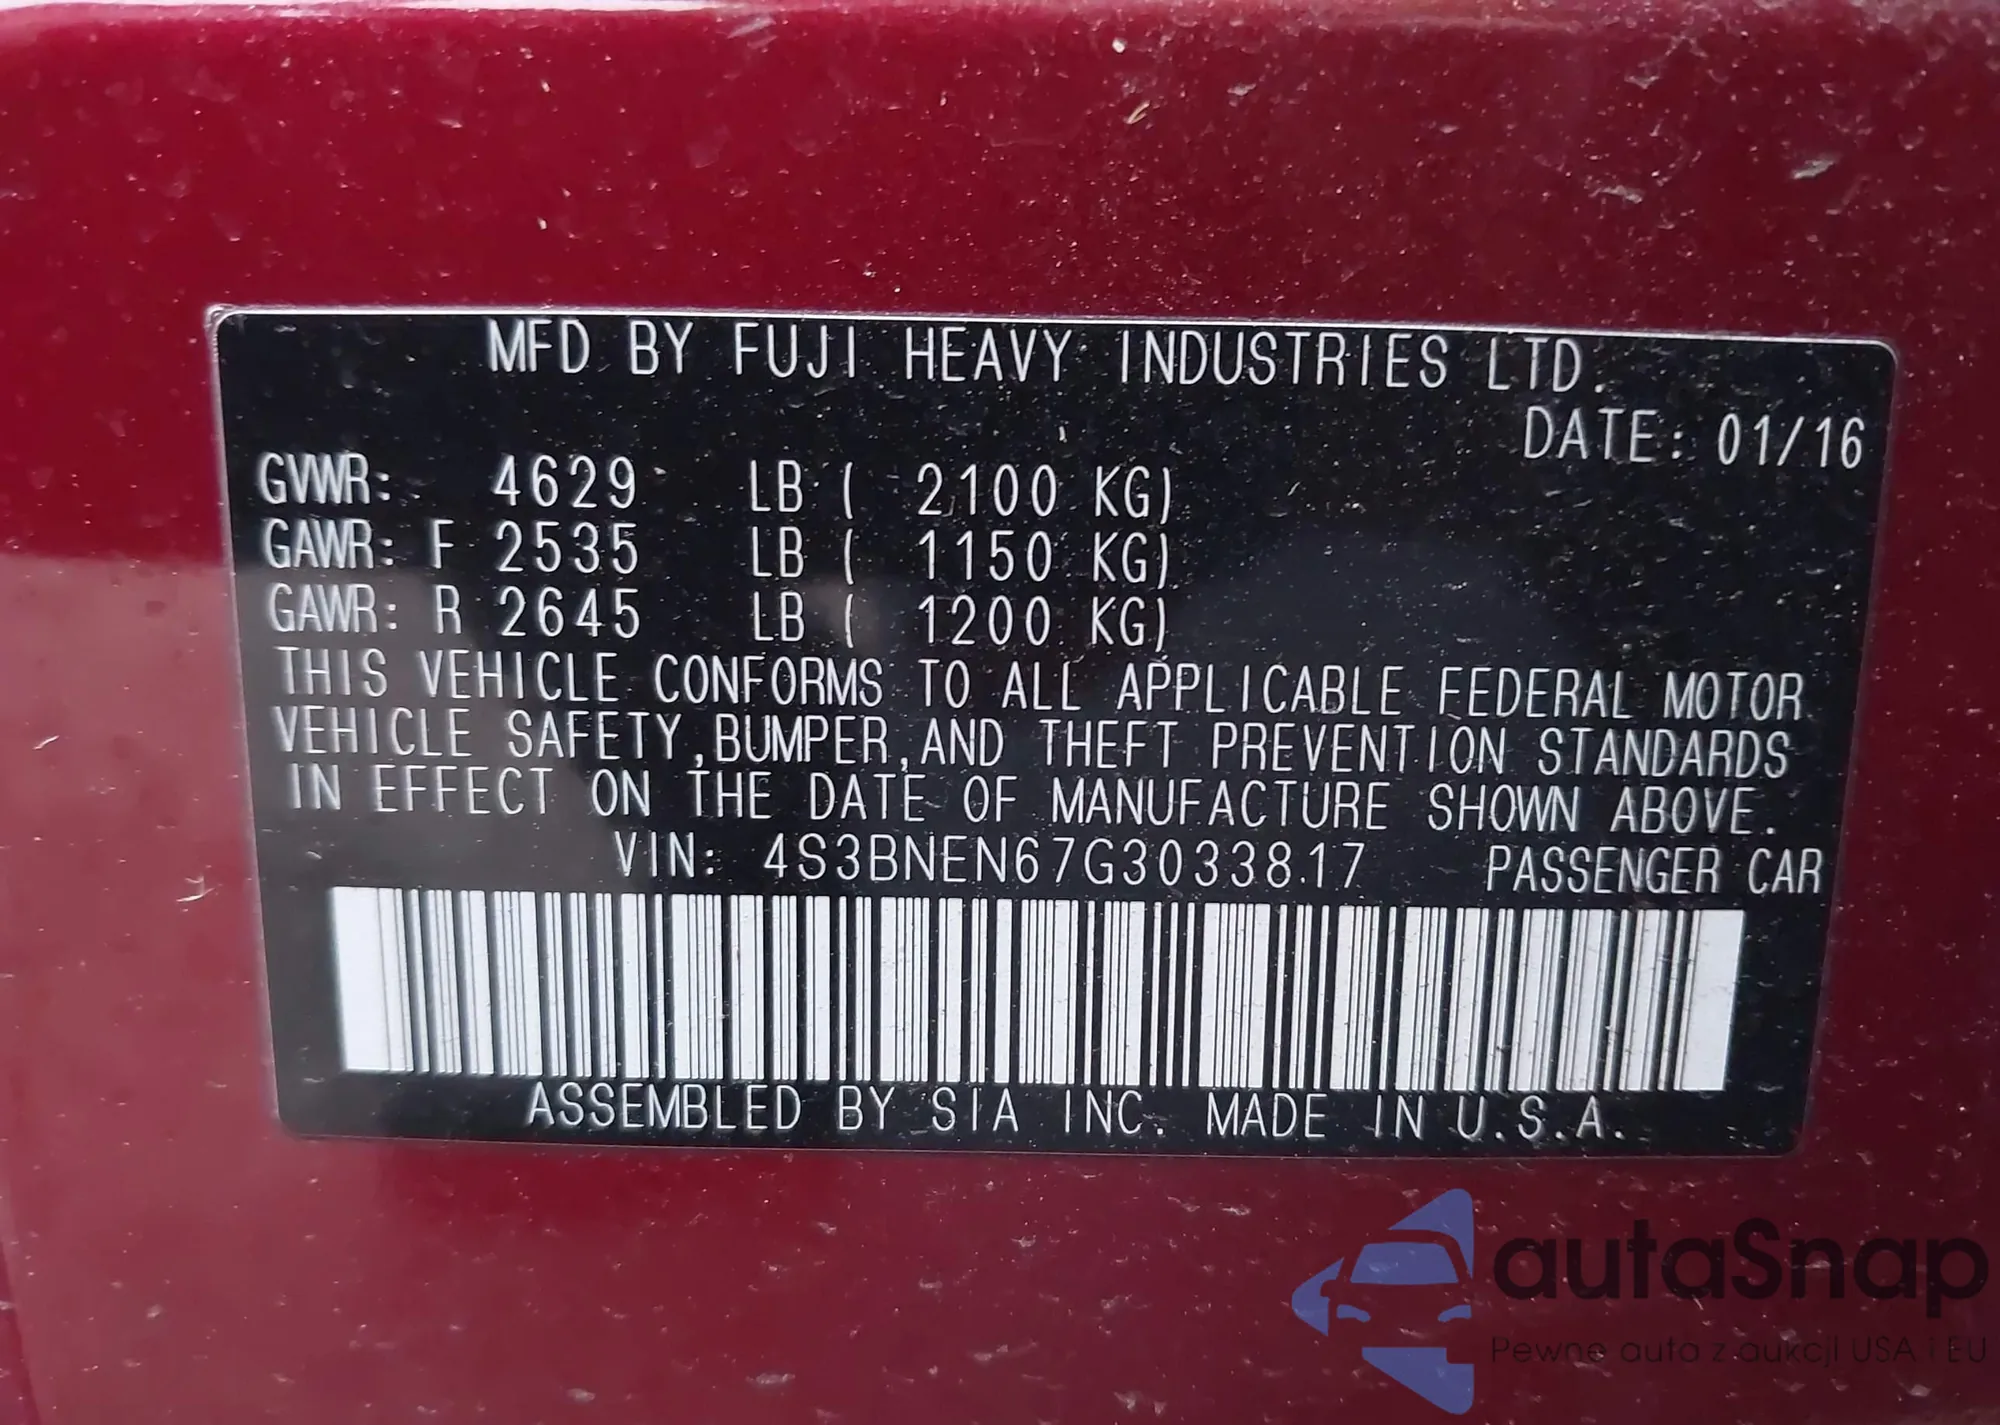 MFD BY FUJI HEAVY INDUSTRIES LTD.
DATE: 01/16
GVWR: 4629 LB ( 2100 KG)
GAWR: F 2535 LB ( 1150 KG)
GAWR: R 2645 LB ( 1200 KG)
THIS VEHICLE CONFORMS TO ALL APPLICABLE FEDERAL MOTOR
VEHICLE SAFETY,BUMPER,AND THEFT PREVENTION STANDARDS
IN EFFECT ON THE DATE OF MANUFACTURE SHOWN ABOVE.
VIN: 4S3BNEN67G3033817 PASSENGER CAR
ASSEMBLED BY SIA INC. MADE IN U.S.A.
autaSnap
Pewne auta z aukcji USA i EU